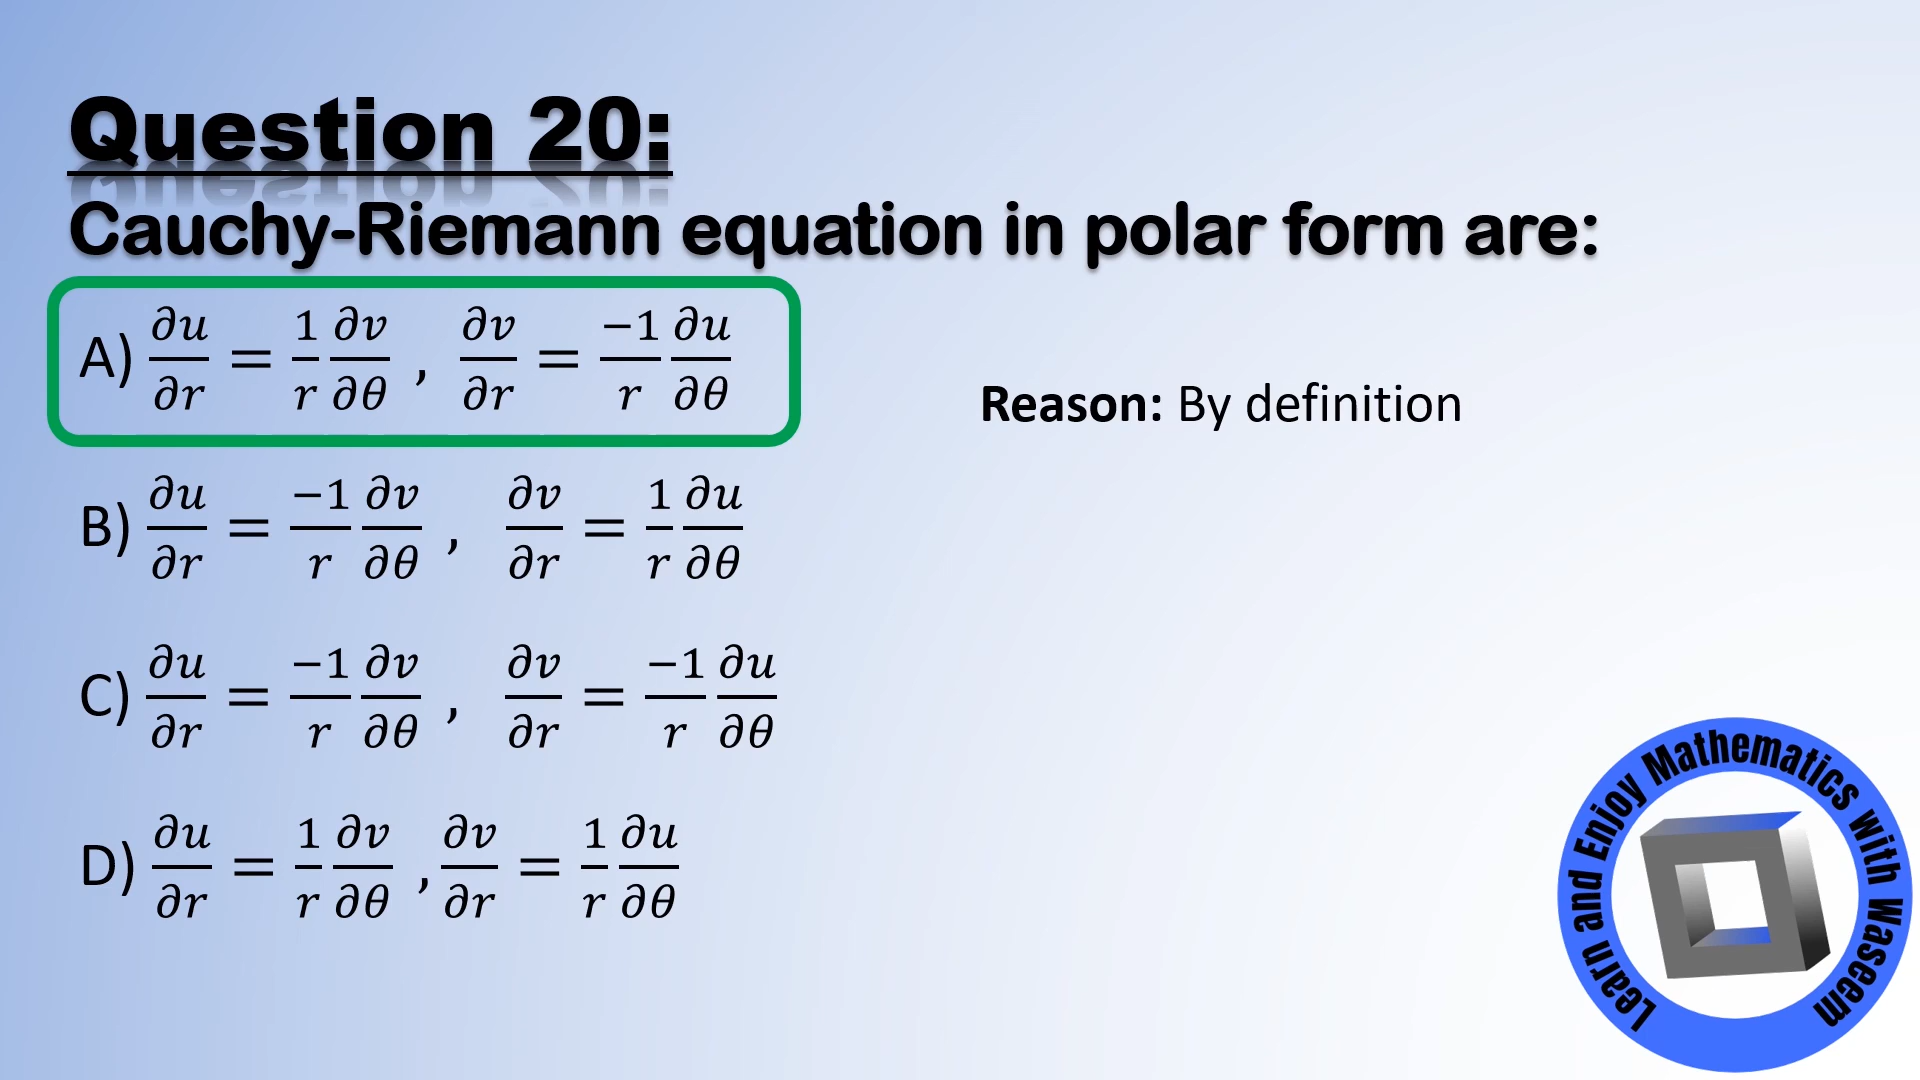 Question 20:
Cauchy-Riemann equation in polar form are:
A) ∂u/∂r = 1/r ∂v/∂θ , ∂v/∂r = −1/r ∂u/∂θ
Reason: By definition
B) ∂u/∂r = −1/r ∂v/∂θ , ∂v/∂r = 1/r ∂u/∂θ
C) ∂u/∂r = −1/r ∂v/∂θ , ∂v/∂r = −1/r ∂u/∂θ
D) ∂u/∂r = 1/r ∂v/∂θ , ∂v/∂r = 1/r ∂u/∂θ
Learn and Enjoy Mathematics with Waseem